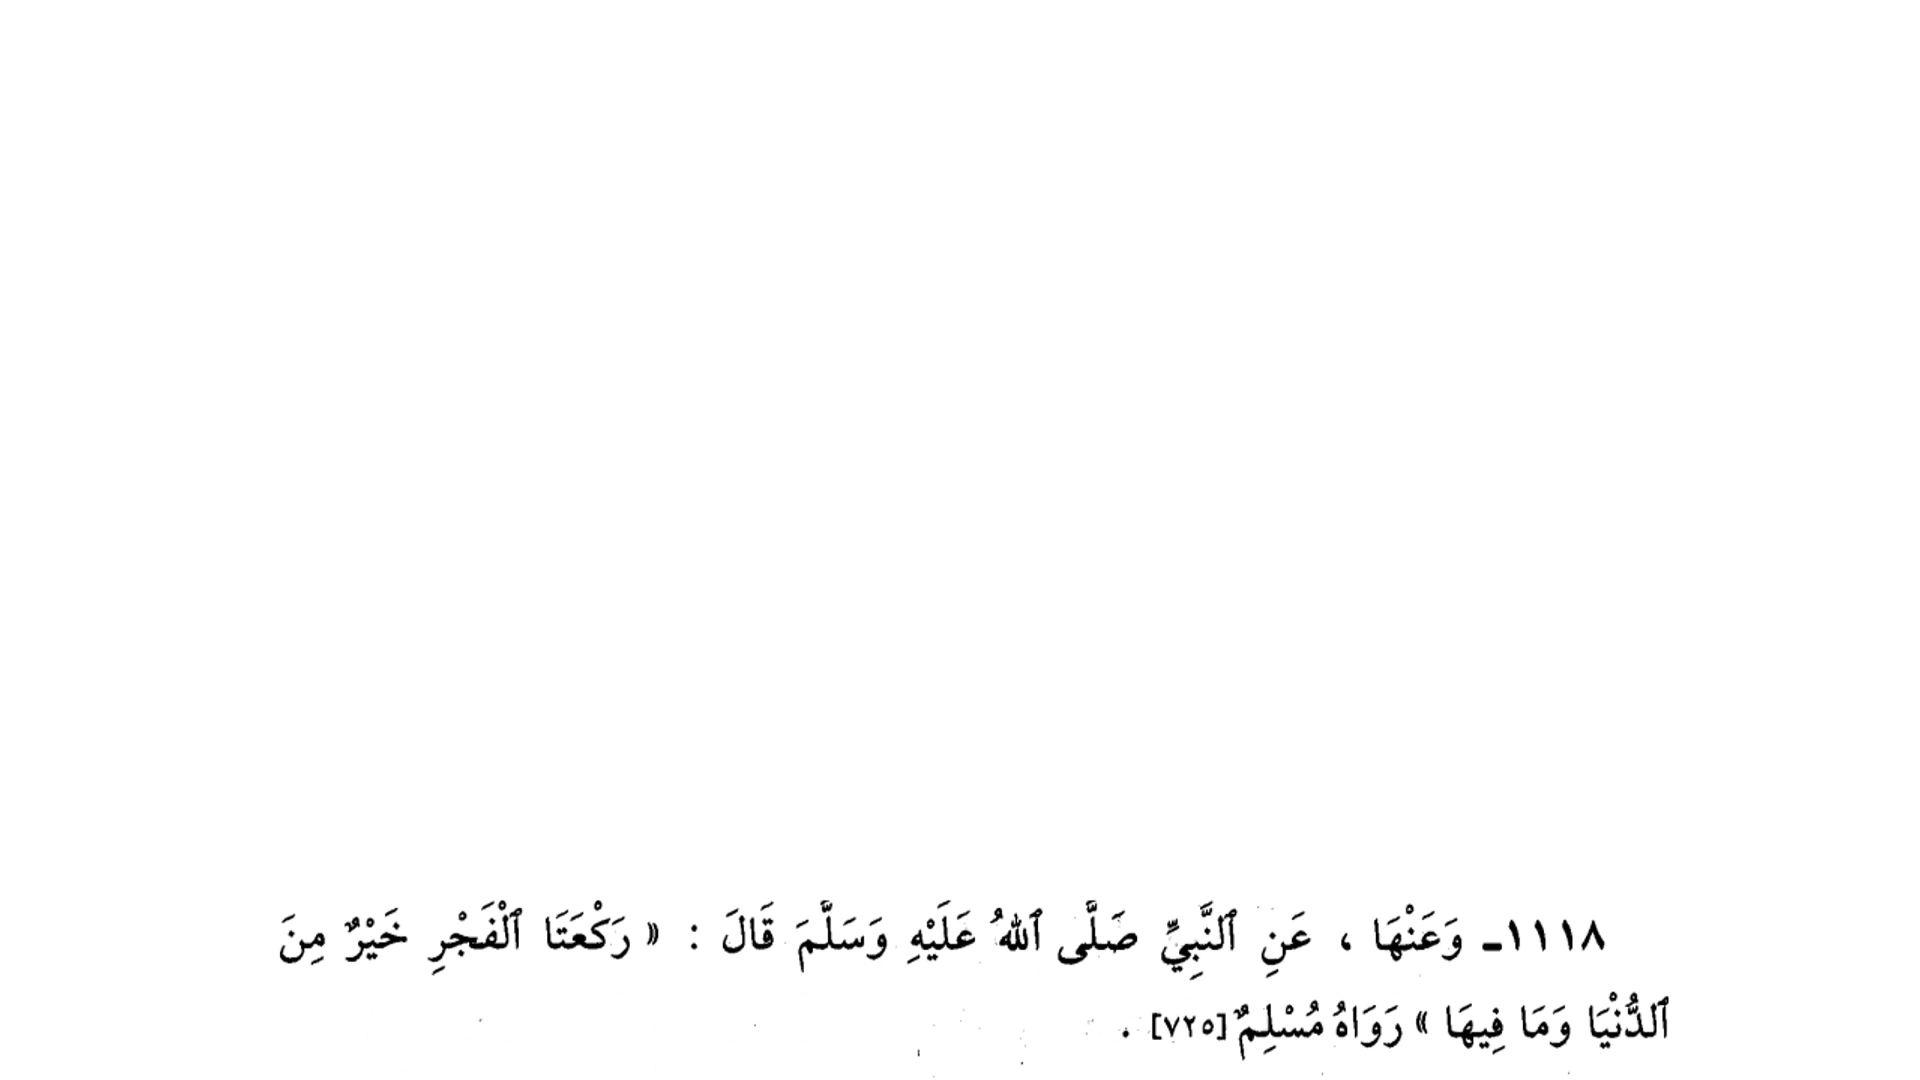 ١١١٨ـ وَعَنْهَا ، عَنِ ٱلنَّبِيِّ صَلَّى ٱللهُ عَلَيْهِ وَسَلَّمَ قَالَ : « رَكْعَتَا ٱلْفَجْرِ خَيْرٌ مِنَ
ٱلدُّنْيَا وَمَا فِيهَا » رَوَاهُ مُسْلِمٌ [٧٢٥] .